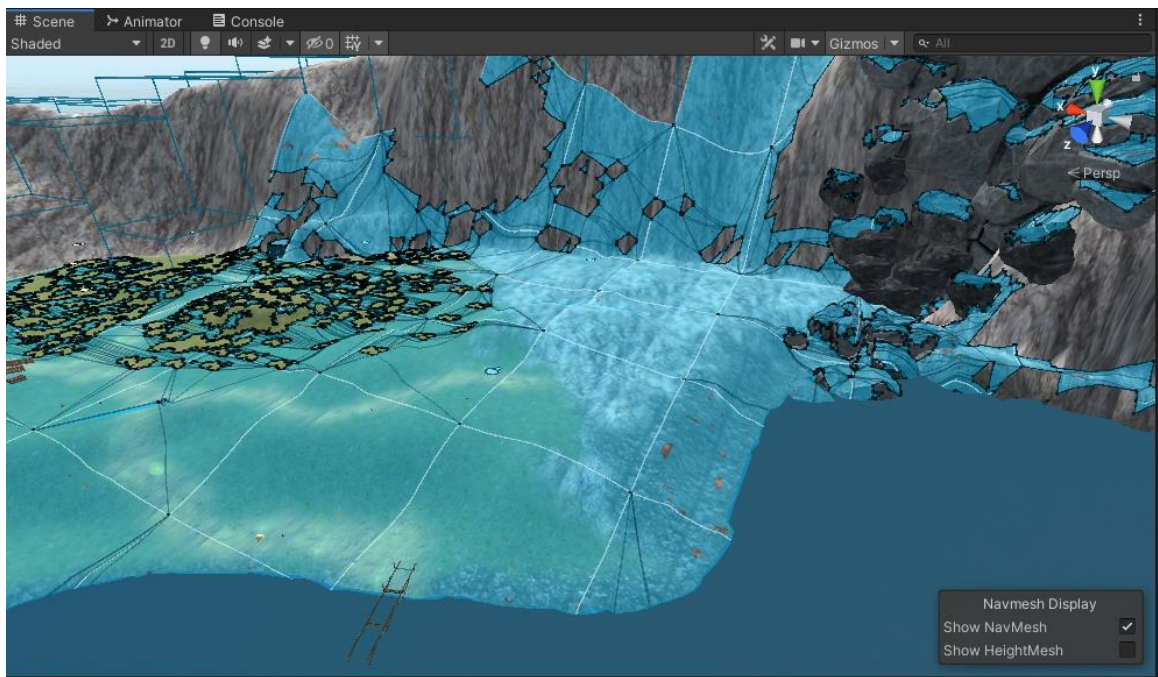 # Scene Animator Console
Shaded 2D 0 Gizmos All
y
x
z
Persp
Navmesh Display
Show NavMesh
Show HeightMesh